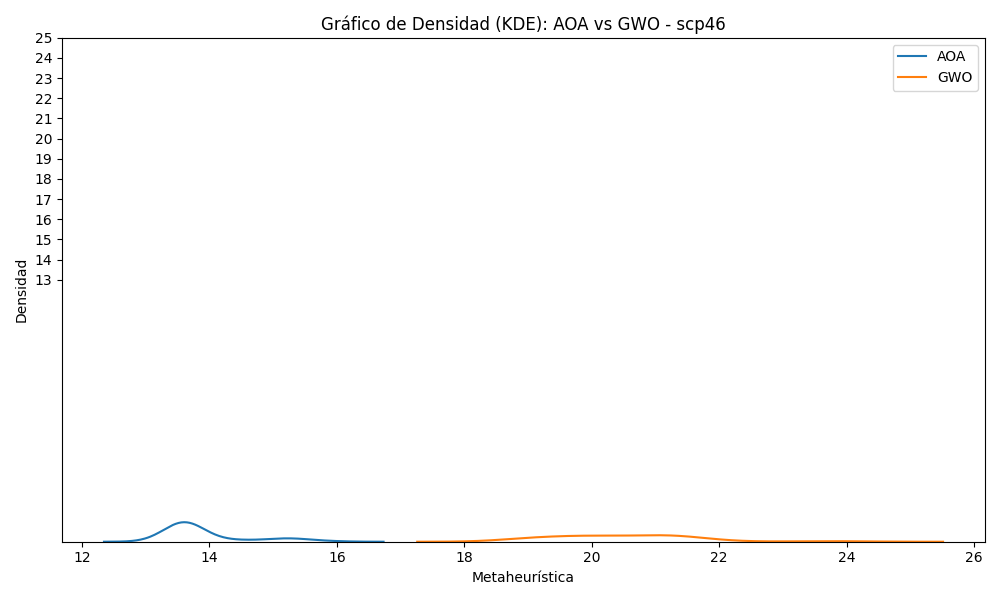 Gráfico de Densidad (KDE): AOA vs GWO - scp46
25
24
23
22
21
20
19
18
17
16
15
14
13
Densidad
AOA
GWO
12 14 16 18 20 22 24 26
Metaheurística